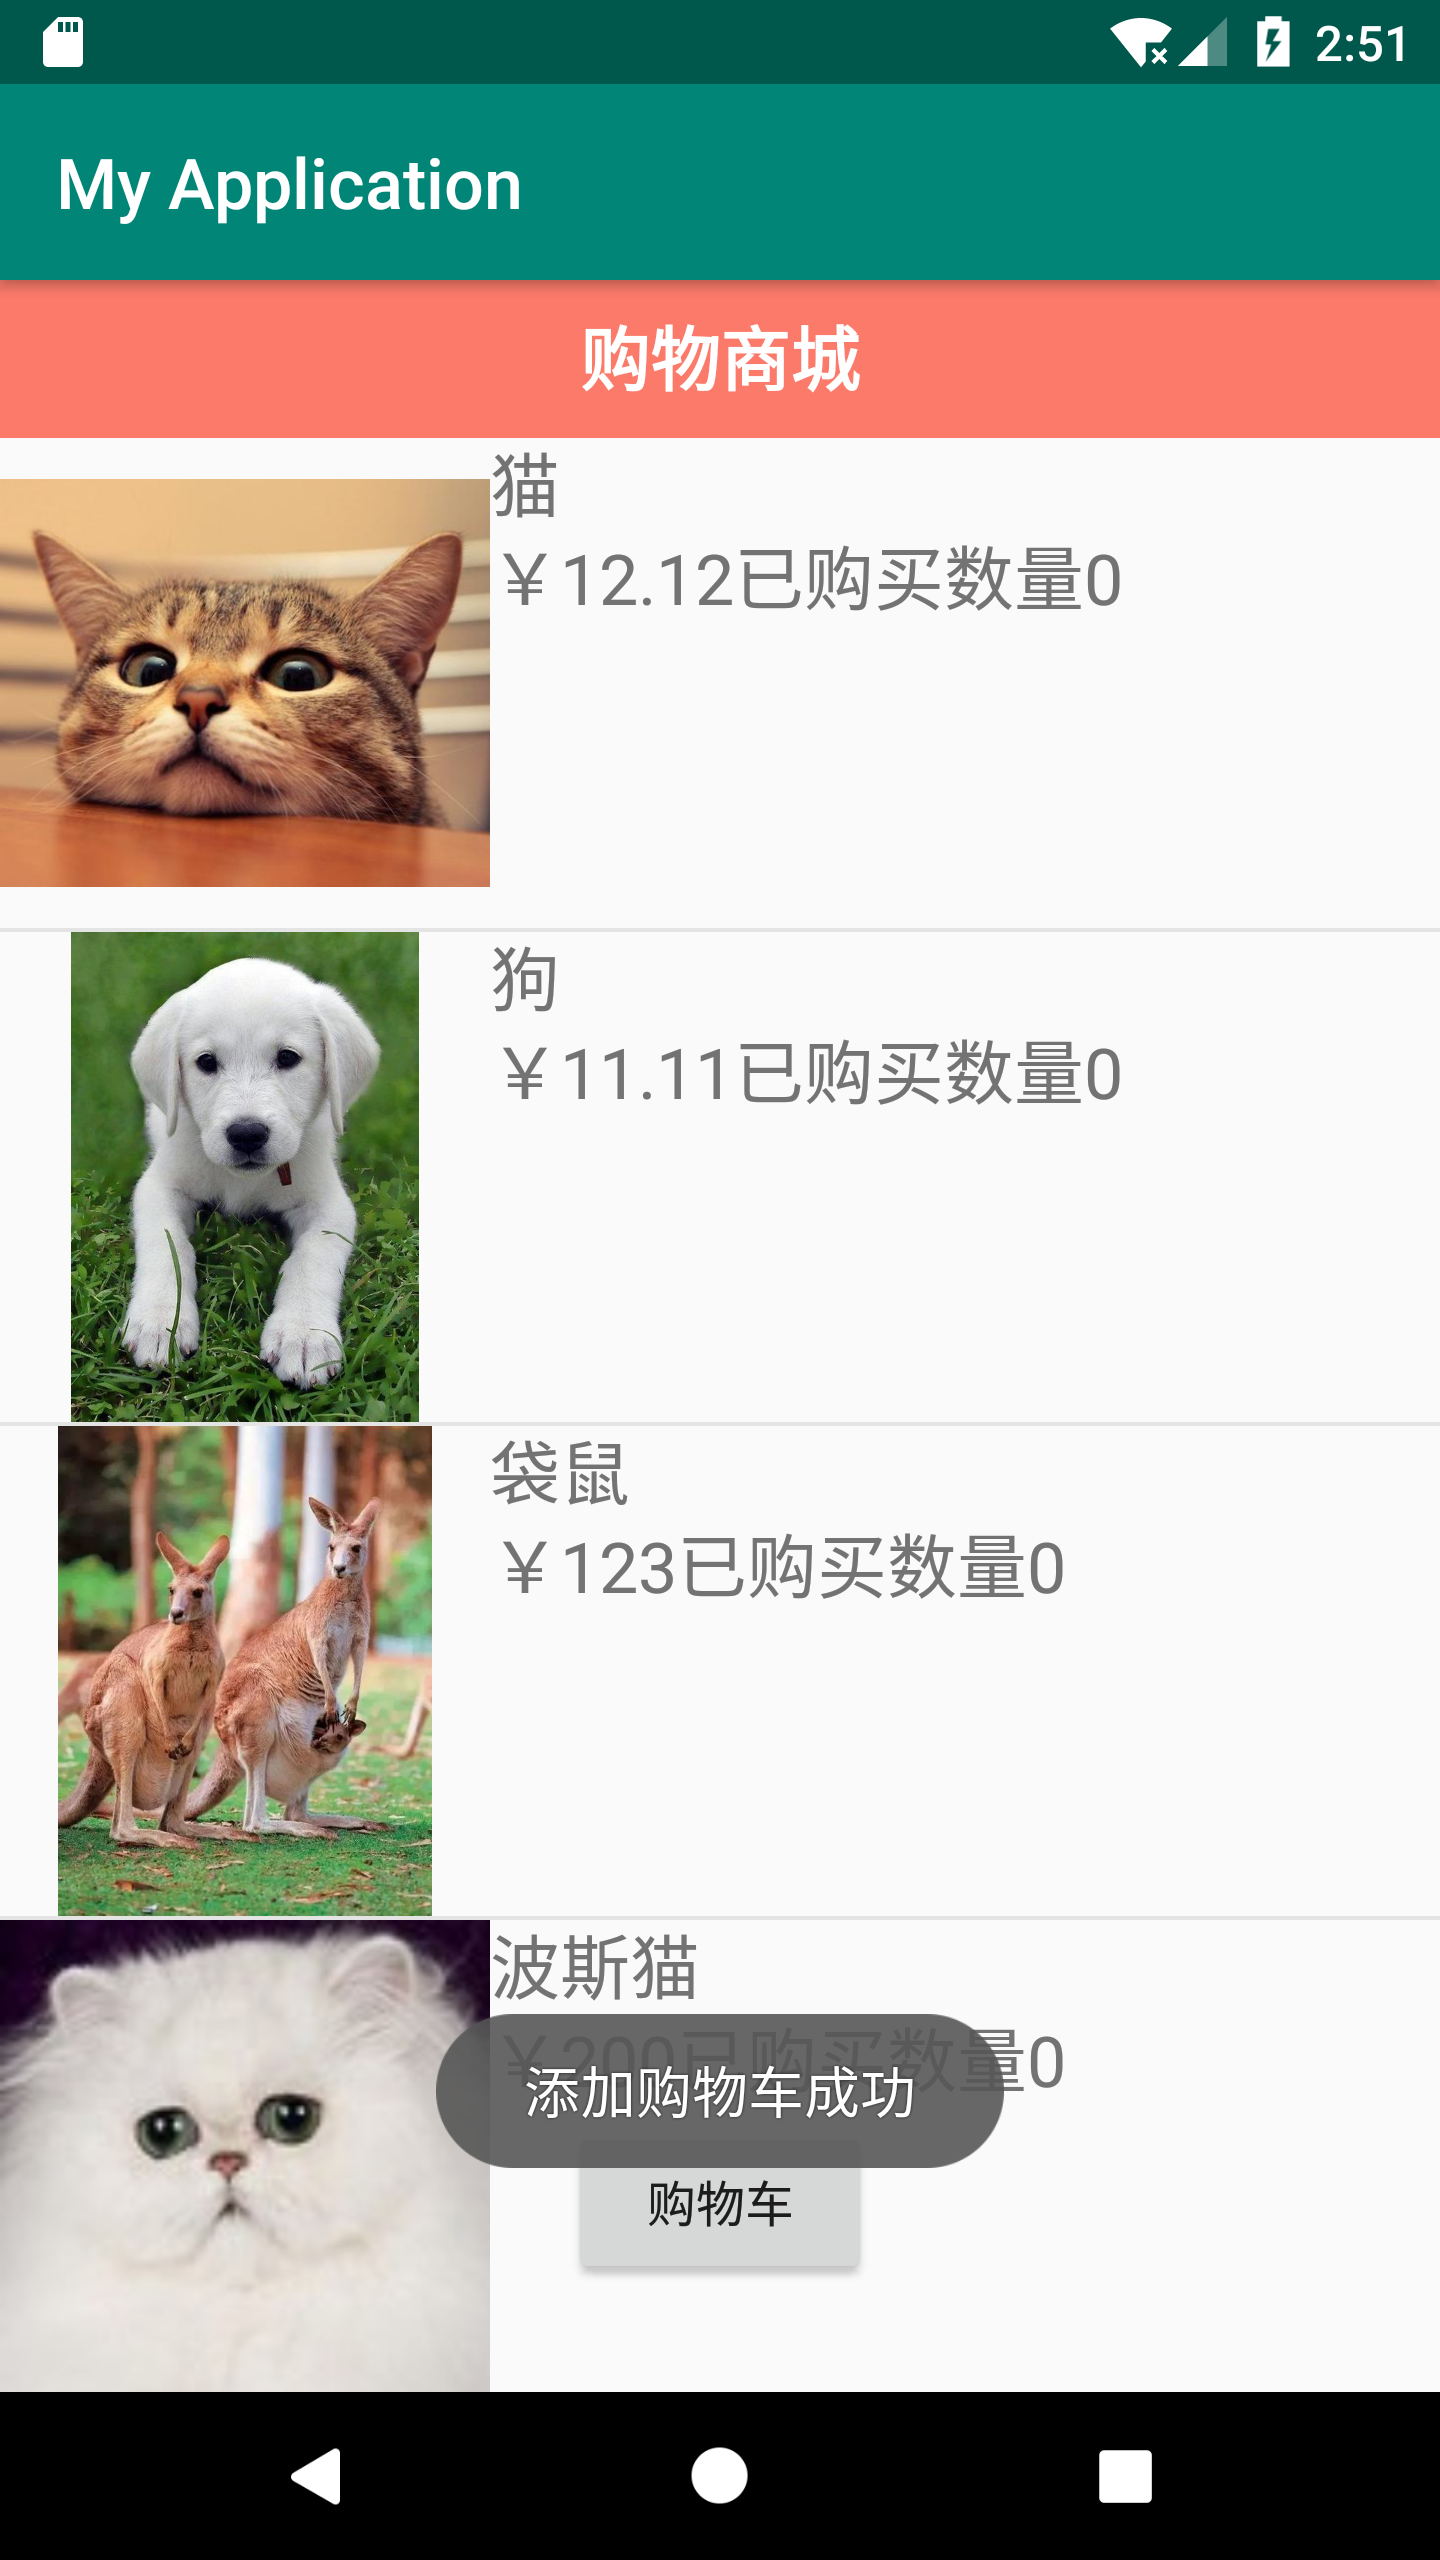 2:51
My Application
购物商城
猫
￥12.12已购买数量0
狗
￥11.11已购买数量0
袋鼠
￥123已购买数量0
波斯猫
￥200已购买数量0
添加购物车成功
购物车